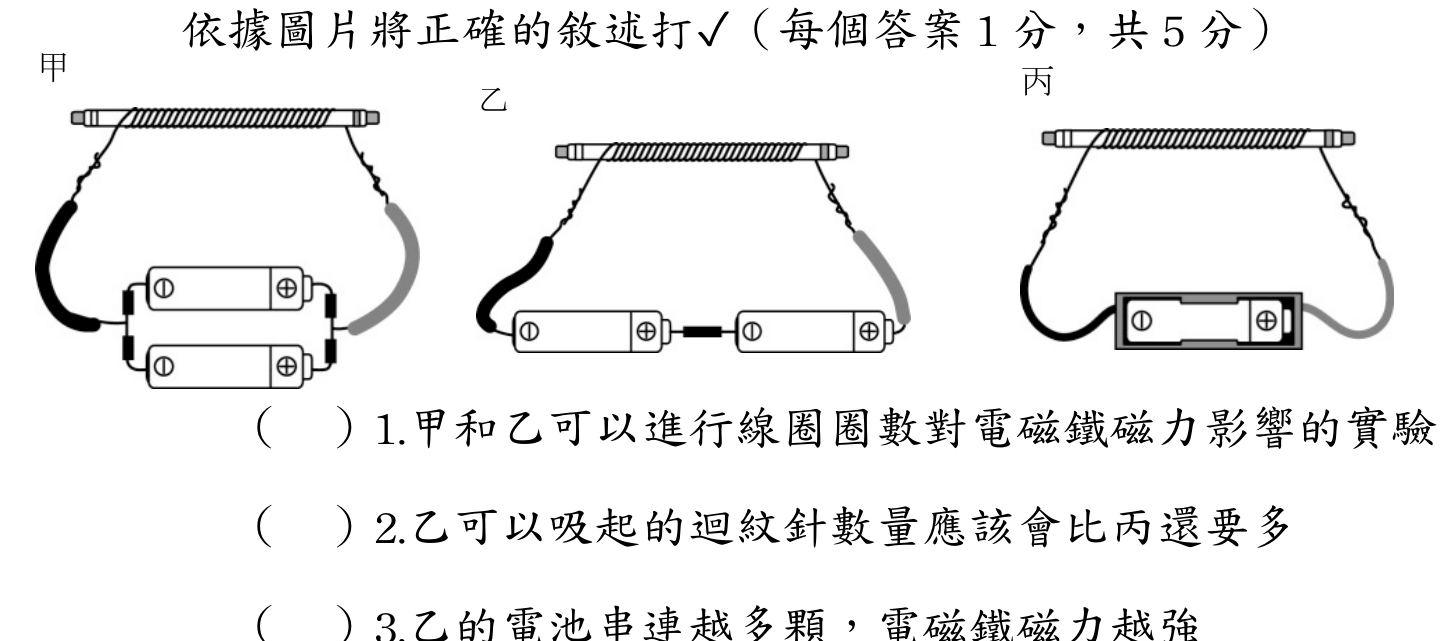 依據圖片將正確的敘述打✓（每個答案1分，共5分）
甲
乙
丙
（　）1.甲和乙可以進行線圈圈數對電磁鐵磁力影響的實驗
（　）2.乙可以吸起的迴紋針數量應該會比丙還要多
（　）3.乙的電池串連越多顆，電磁鐵磁力越強